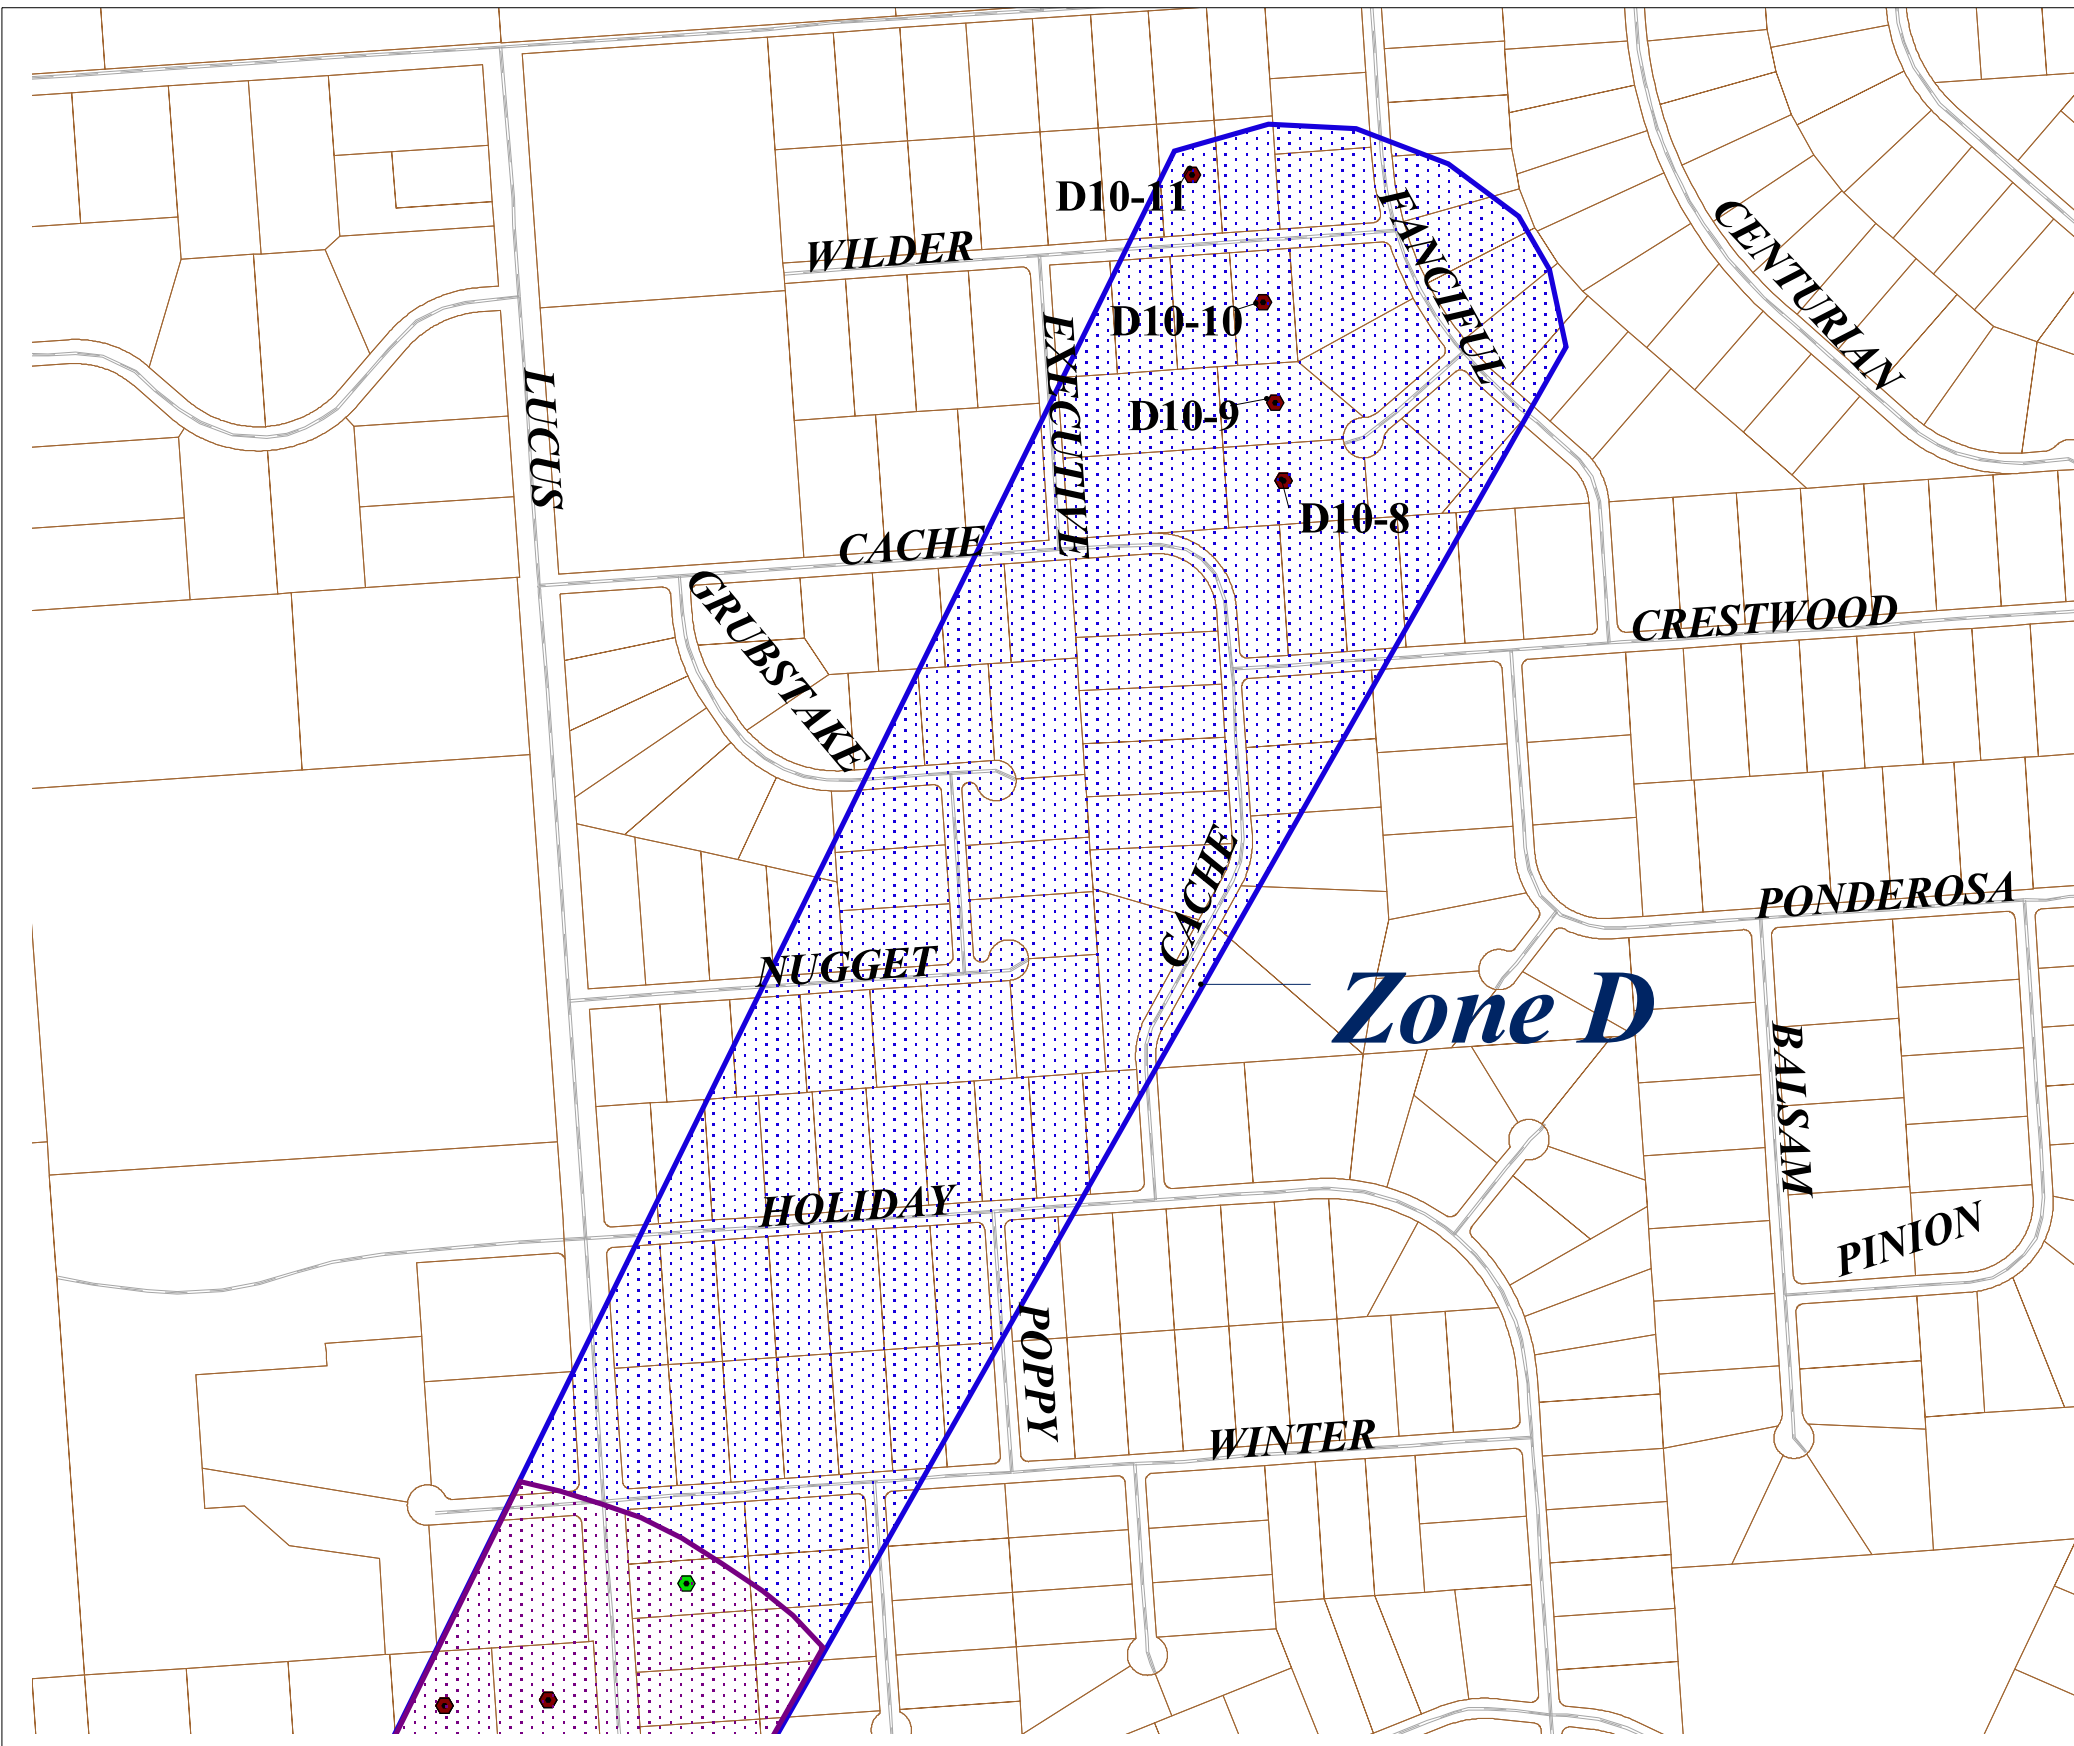 D10-11
WILDER
FANCIFUL
CENTURIAN
D10-10
EXECUTIVE
LUCUS
D10-9
D10-8
CACHE
GRUBSTAKE
CRESTWOOD
CACHE
PONDEROSA
NUGGET
Zone D
BALSAM
HOLIDAY
PINION
POPPY
WINTER